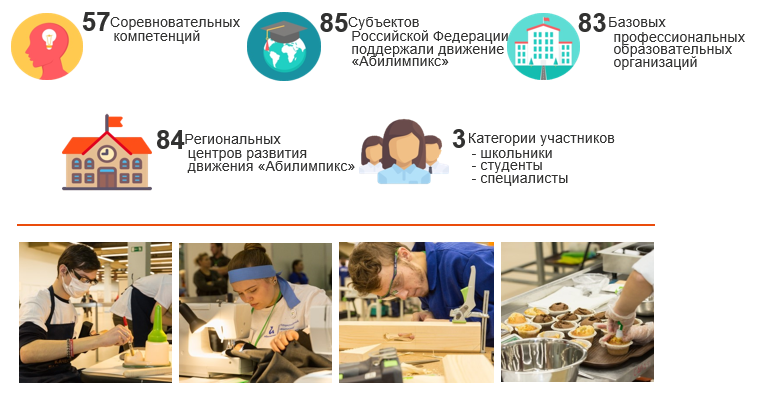 57 Соревновательных
компетенций
85 Субъектов
Российской Федерации
поддержали движение
«Абилимпикс»
83 Базовых
профессиональных
образовательных
организаций
84 Региональных
центров развития
движения «Абилимпикс»
3 Категории участников
- школьники
- студенты
- специалисты